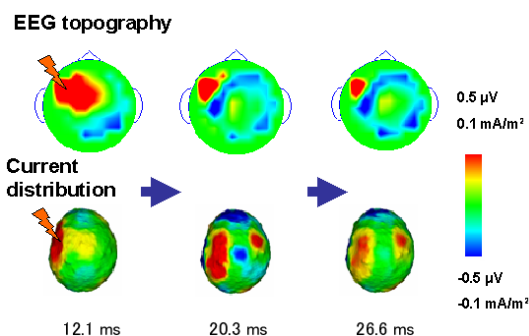 EEG topography
0.5 µV
0.1 mA/m²
Current
distribution
-0.5 µV
-0.1 mA/m²
12.1 ms
20.3 ms
26.6 ms